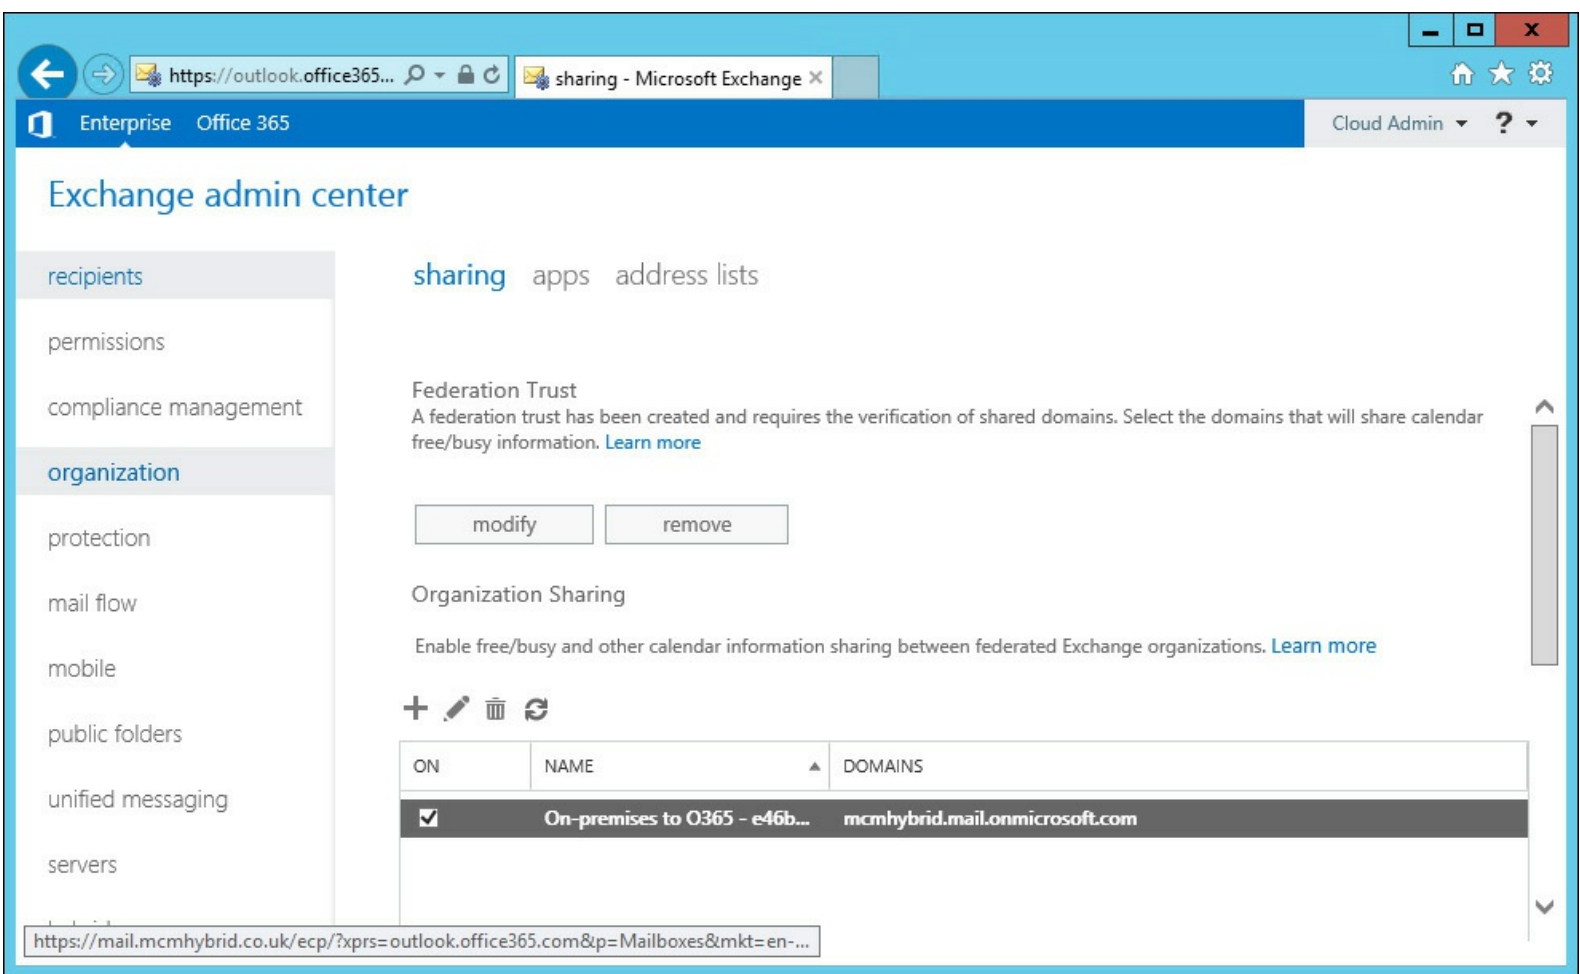 https://outlook.office365...
sharing - Microsoft Exchange
Enterprise Office 365
Cloud Admin ?
Exchange admin center
recipients
permissions
compliance management
organization
protection
mail flow
mobile
public folders
unified messaging
servers
sharing apps address lists
Federation Trust
A federation trust has been created and requires the verification of shared domains. Select the domains that will share calendar
free/busy information. Learn more
modify remove
Organization Sharing
Enable free/busy and other calendar information sharing between federated Exchange organizations. Learn more
ON NAME DOMAINS
On-premises to O365 - e46b... mcmhybrid.mail.onmicrosoft.com
https://mail.mcmhybrid.co.uk/ecp/?xprs=outlook.office365.com&p=Mailboxes&mkt=en-...